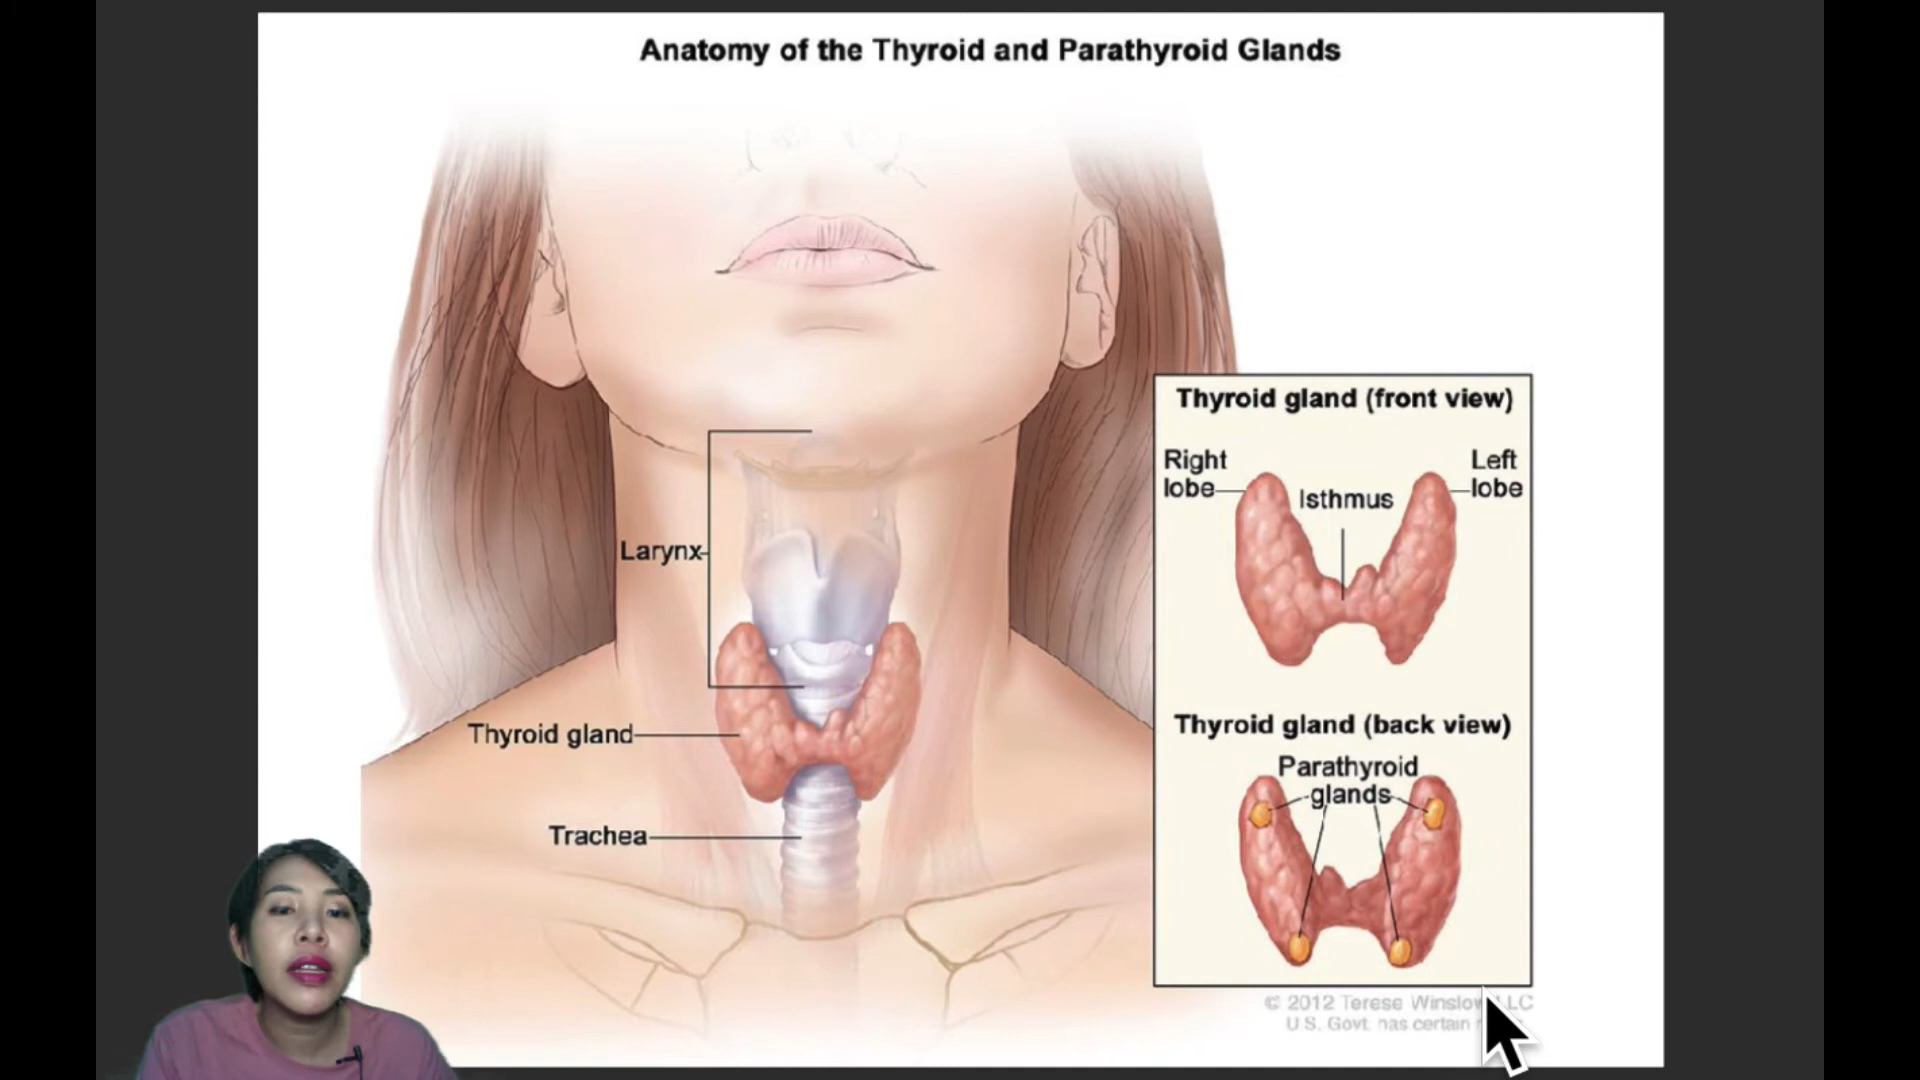 Anatomy of the Thyroid and Parathyroid Glands
Larynx
Thyroid gland
Trachea
Thyroid gland (front view)
Right
lobe
Isthmus
Left
lobe
Thyroid gland (back view)
Parathyroid
glands
© 2012 Terese Winslow LLC
U.S. Govt. has certain